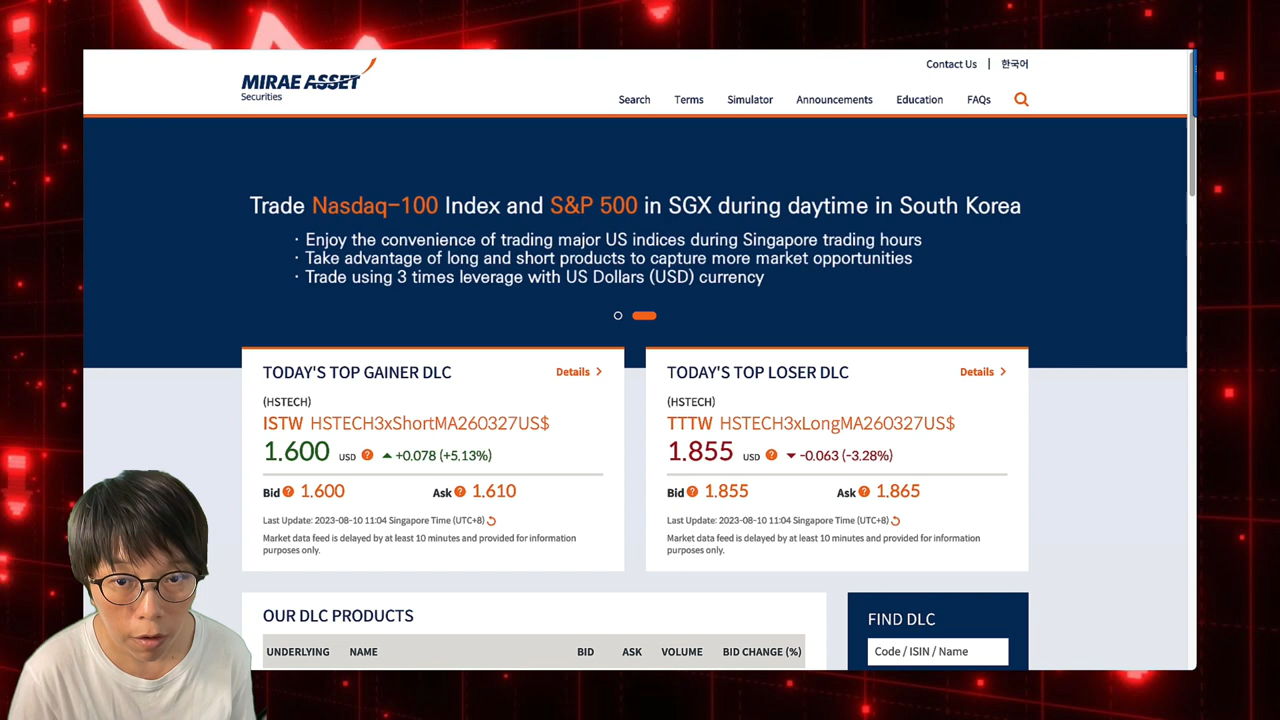 MIRAE ASSET
Securities
Contact Us | 한국어
Search Terms Simulator Announcements Education FAQs
Trade Nasdaq-100 Index and S&P 500 in SGX during daytime in South Korea
· Enjoy the convenience of trading major US indices during Singapore trading hours
· Take advantage of long and short products to capture more market opportunities
· Trade using 3 times leverage with US Dollars (USD) currency
TODAY'S TOP GAINER DLC Details >
(HSTECH)
ISTW HSTECH3xShortMA260327US$
1.600 USD ? ▲ +0.078 (+5.13%)
Bid ? 1.600 Ask ? 1.610
Last Update: 2023-08-10 11:04 Singapore Time (UTC+8)
Market data feed is delayed by at least 10 minutes and provided for information
purposes only.
TODAY'S TOP LOSER DLC Details >
(HSTECH)
TTTW HSTECH3xLongMA260327US$
1.855 USD ? ▼ -0.063 (-3.28%)
Bid ? 1.855 Ask ? 1.865
Last Update: 2023-08-10 11:04 Singapore Time (UTC+8)
Market data feed is delayed by at least 10 minutes and provided for information
purposes only.
OUR DLC PRODUCTS
UNDERLYING NAME BID ASK VOLUME BID CHANGE (%)
FIND DLC
Code / ISIN / Name